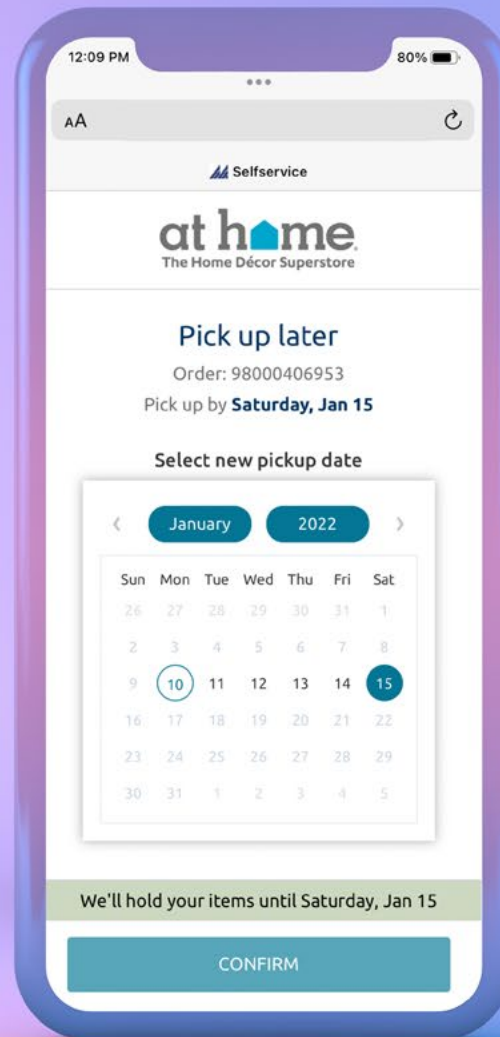 12:09 PM 80%
AA
Selfservice
at home
The Home Décor Superstore
Pick up later
Order: 98000406953
Pick up by Saturday, Jan 15
Select new pickup date
January 2022
Sun Mon Tue Wed Thu Fri Sat
26 27 28 29 30 31 1
2 3 4 5 6 7 8
9 10 11 12 13 14 15
16 17 18 19 20 21 22
23 24 25 26 27 28 29
30 31 1 2 3 4 5
We'll hold your items until Saturday, Jan 15
CONFIRM